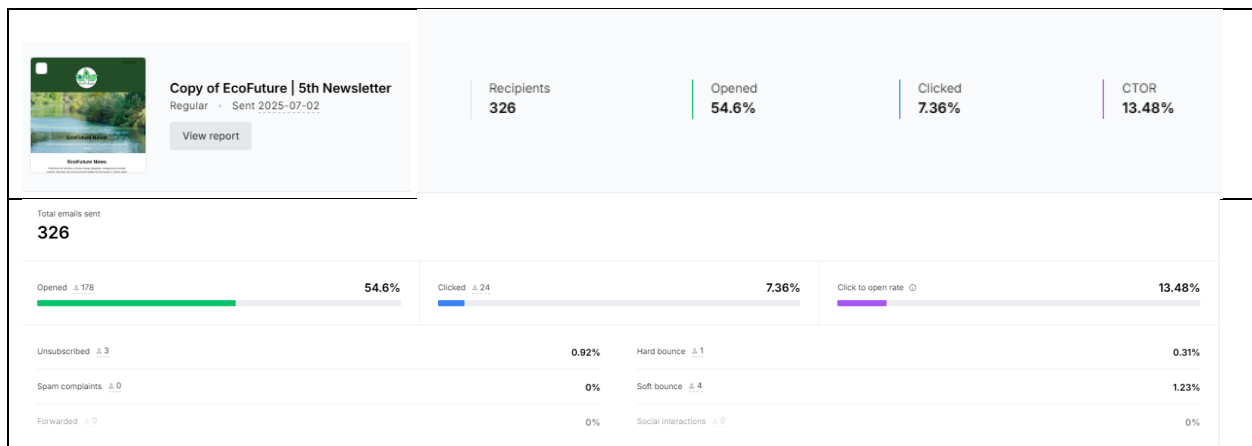 Copy of EcoFuture | 5th Newsletter
Regular • Sent 2025-07-02
View report
EcoFuture News
EcoFuture News
Recipients
326
Opened
54.6%
Clicked
7.36%
CTOR
13.48%
Total emails sent
326
Opened 178 54.6%
Clicked 24 7.36%
Click to open rate 13.48%
Unsubscribed 3 0.92%
Hard bounce 1 0.31%
Spam complaints 0 0%
Soft bounce 4 1.23%
Forwarded 0 0%
Social interactions 0 0%